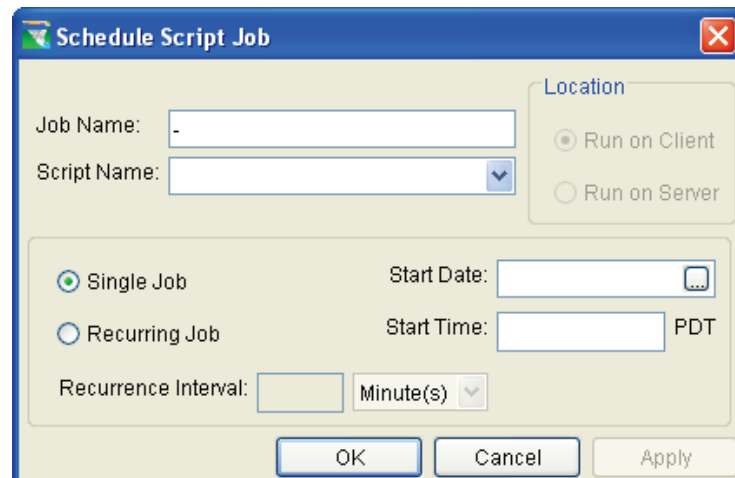 Schedule Script Job
Location
Job Name: -
Run on Client
Script Name:
Run on Server
Single Job
Start Date:
...
Recurring Job
Start Time:
PDT
Recurrence Interval:
Minute(s)
OK
Cancel
Apply